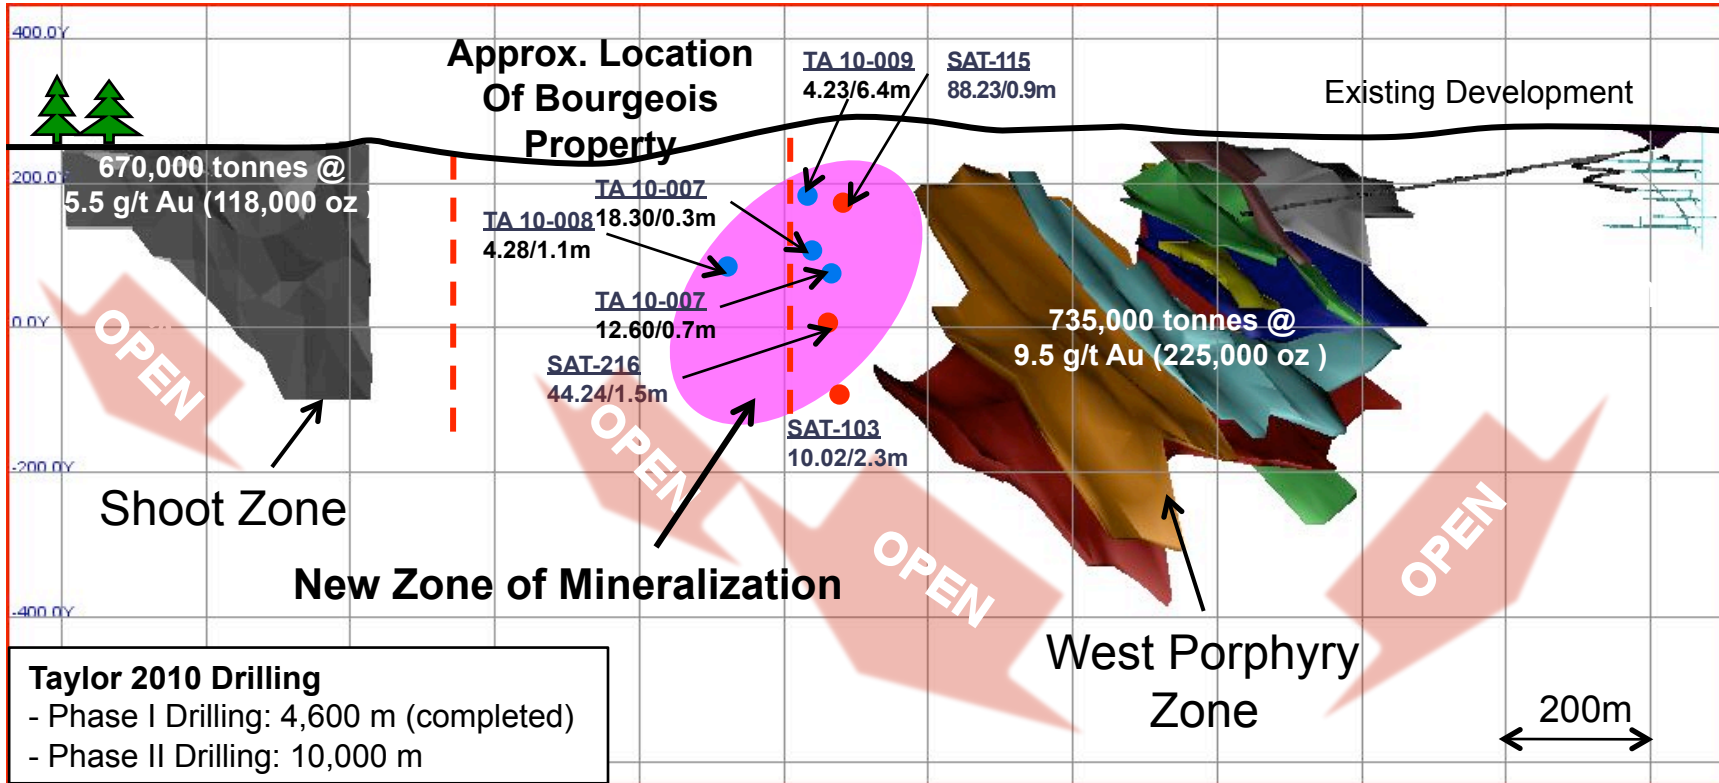 400.0Y
Approx. Location
Of Bourgeois
Property
TA 10-009
4.23/6.4m
SAT-115
88.23/0.9m
Existing Development
670,000 tonnes @
5.5 g/t Au (118,000 oz )
200.0Y
TA 10-007
18.30/0.3m
TA 10-008
4.28/1.1m
TA 10-007
12.60/0.7m
0.0Y
735,000 tonnes @
9.5 g/t Au (225,000 oz )
SAT-216
44.24/1.5m
SAT-103
10.02/2.3m
OPEN
OPEN
OPEN
OPEN
-200.0Y
Shoot Zone
New Zone of Mineralization
-400.0Y
West Porphyry
Zone
200m
Taylor 2010 Drilling
- Phase I Drilling: 4,600 m (completed)
- Phase II Drilling: 10,000 m